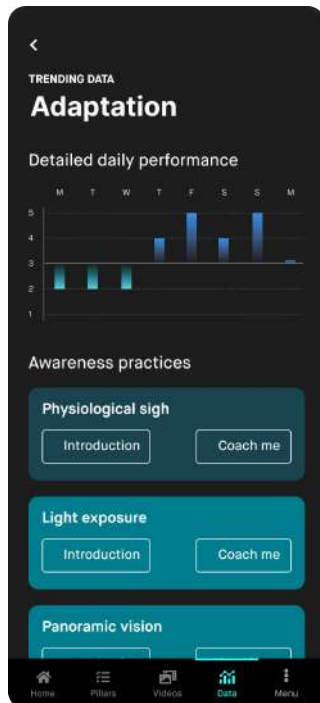 TRENDING DATA
Adaptation
Detailed daily performance
M T W T F S S M
5
4
3
2
1
Awareness practices
Physiological sigh
Introduction Coach me
Light exposure
Introduction Coach me
Panoramic vision
Home Pillars Videos Data Menu